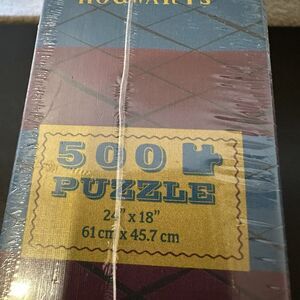 HOGWARTS
500
PUZZLE
24" x 18"
61 cm x 45.7 cm